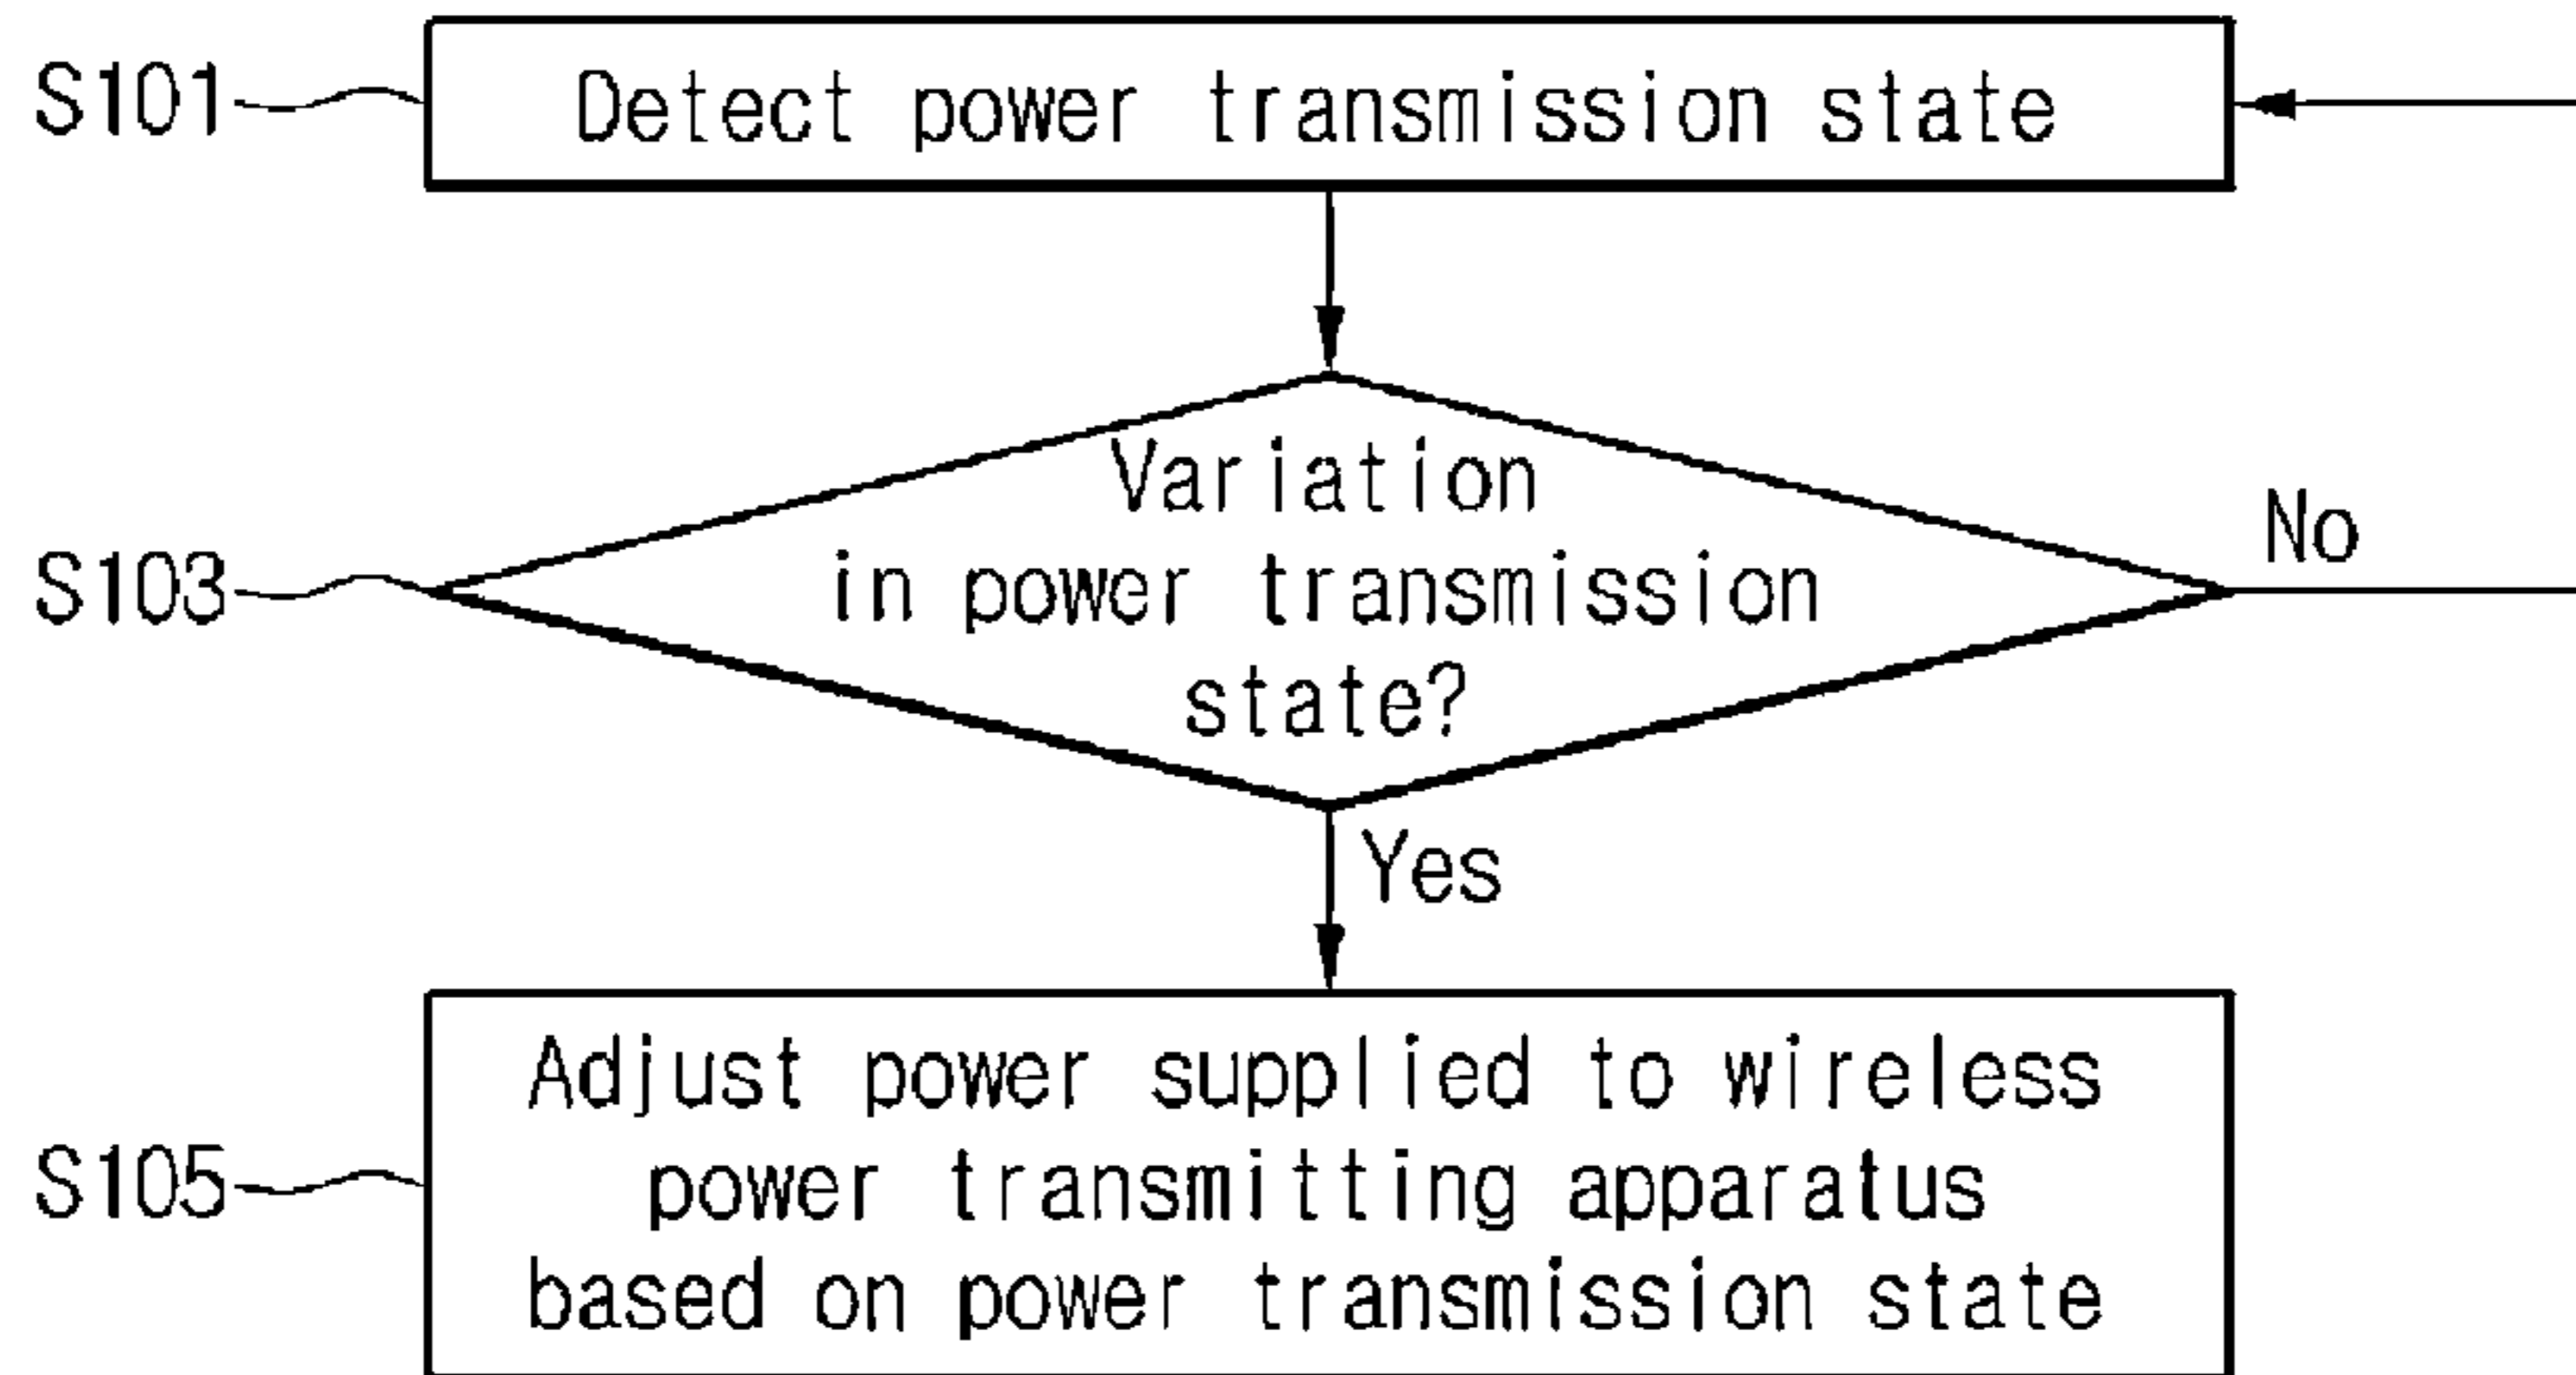 S101
Detect power transmission state
Variation
in power transmission
state?
S103
No
Yes
S105
Adjust power supplied to wireless
power transmitting apparatus
based on power transmission state